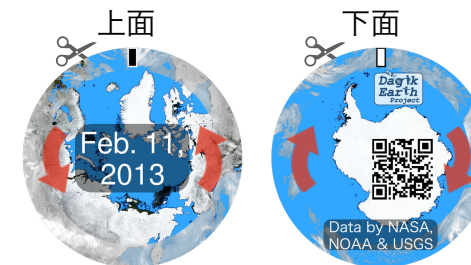 上面
下面
Feb. 11,
2013
Dagik
Earth
Project
Data by NASA,
NOAA & USGS